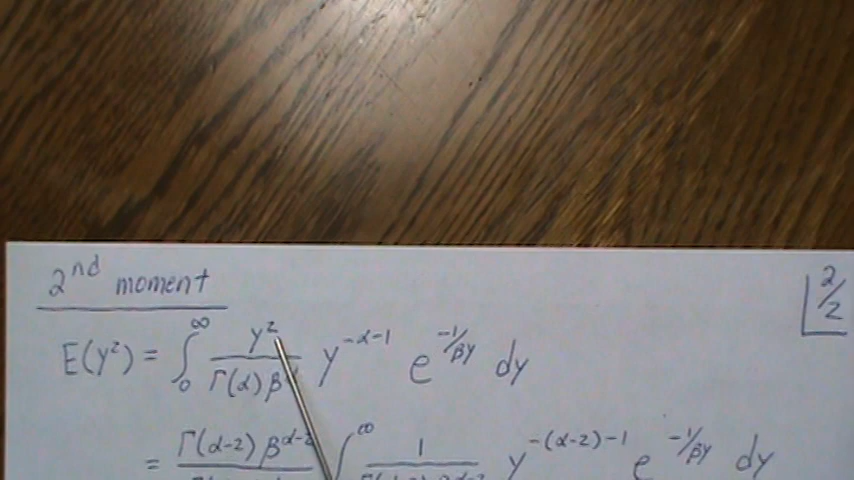 2nd moment
2/2
E(y²) = ∫₀^∞ y²/(Γ(α)β) y^(-α-1) e^(-1/βy) dy
= Γ(α-2) β^(α-2) ∫^∞ 1 y^(-(α-2)-1) e^(-1/βy) dy